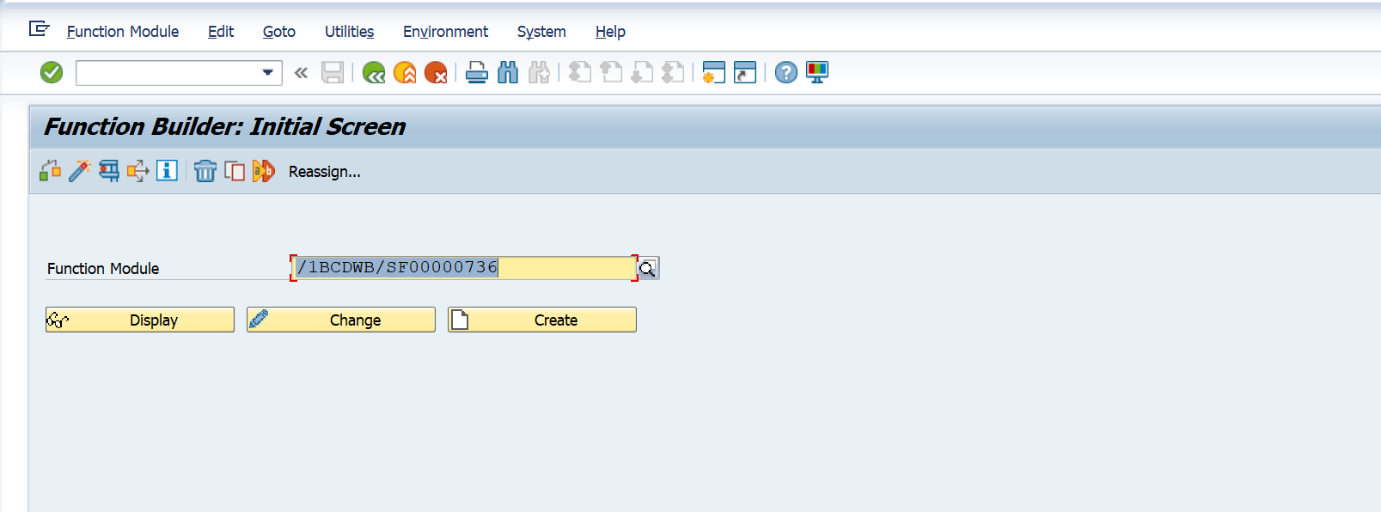 Function Module Edit Goto Utilities Environment System Help
Function Builder: Initial Screen
Reassign...
Function Module /1BCDWB/SF00000736
Display Change Create